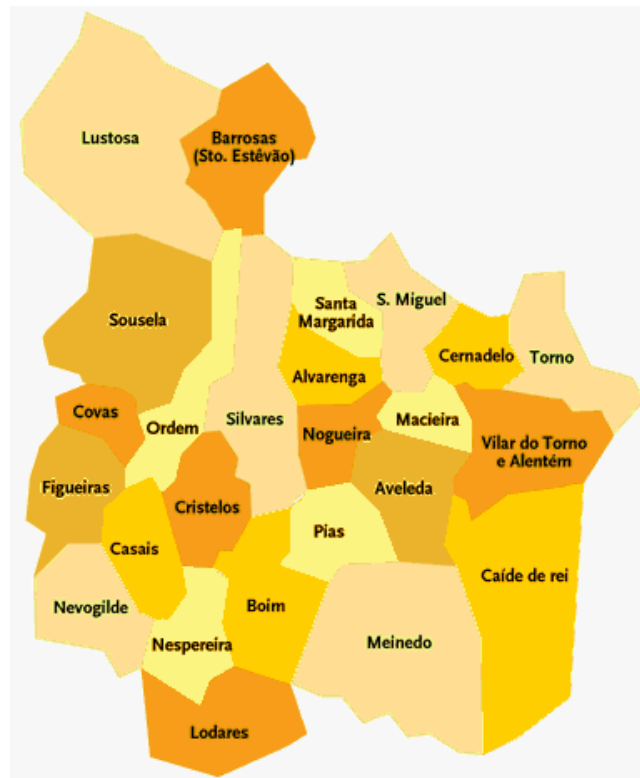 Lustosa
Barrosas
(Sto. Estêvão)
Sousela
Santa
Margarida
S. Miguel
Cernadelo
Torno
Alvarenga
Covas
Ordem
Silvares
Nogueira
Macieira
Vilar do Torno
e Alentém
Figueiras
Cristelos
Aveleda
Casais
Pias
Caíde de rei
Nevogilde
Boim
Nespereira
Meinedo
Lodares